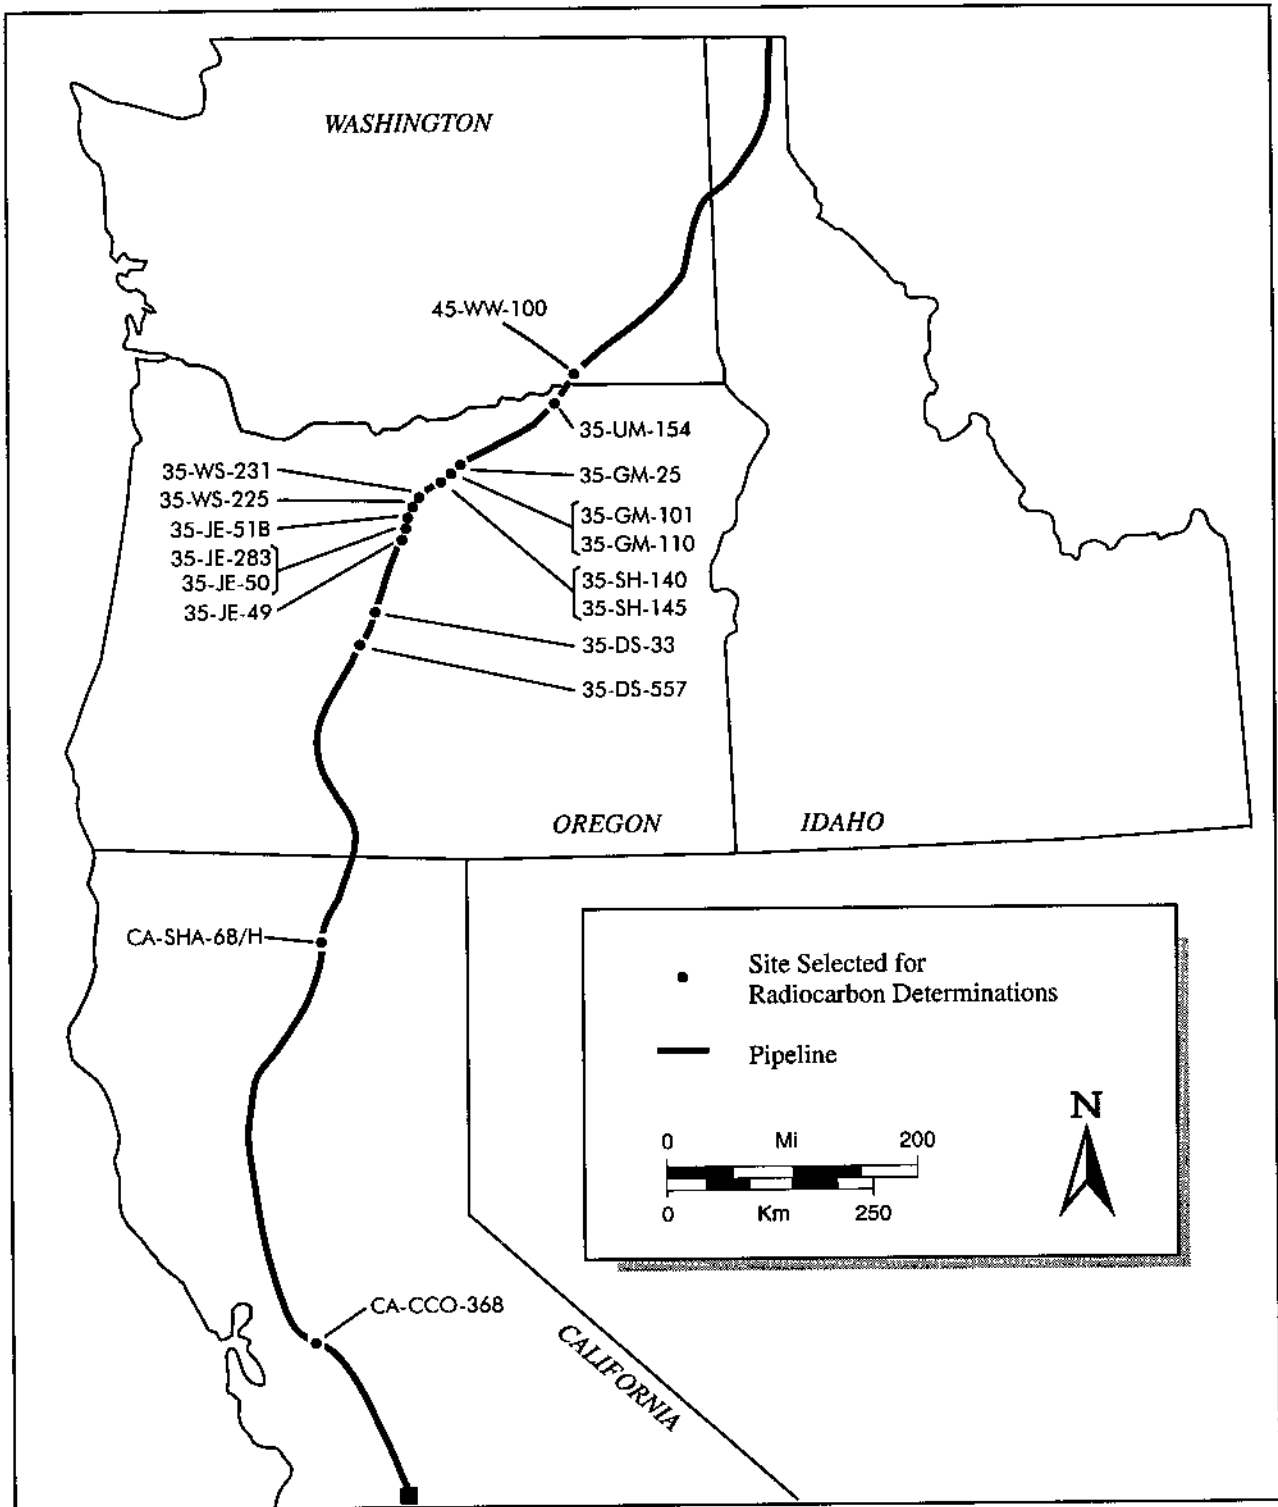 WASHINGTON
45-WW-100
35-UM-154
35-WS-231
35-GM-25
35-WS-225
35-GM-101
35-JE-51B
35-GM-110
35-JE-283
35-SH-140
35-JE-50
35-SH-145
35-JE-49
35-DS-33
35-DS-557
OREGON
IDAHO
CA-SHA-68/H
Site Selected for
Radiocarbon Determinations
Pipeline
N
0 Mi 200
0 Km 250
CA-CCO-368
CALIFORNIA